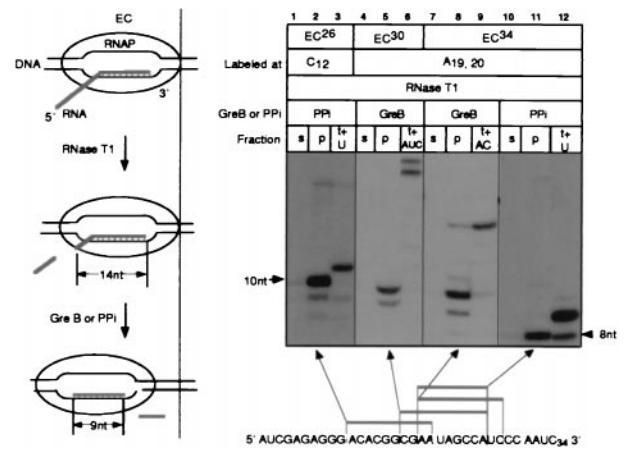 EC
RNAP
DNA
5' RNA 3'
RNase T1
14nt
Gre B or PPi
9nt
1 2 3 4 5 6 7 8 9 10 11 12
EC26 EC30 EC34
Labeled at C12 A19, 20
RNase T1
GreB or PPi PPi GreB GreB PPi
Fraction s p t+ U s p t+ AUC s p t+ AC s p t+ U
10nt
8nt
5' AUCGAGAGGG ACACGGCGAA UAGCCAUCCC AAUC34 3'